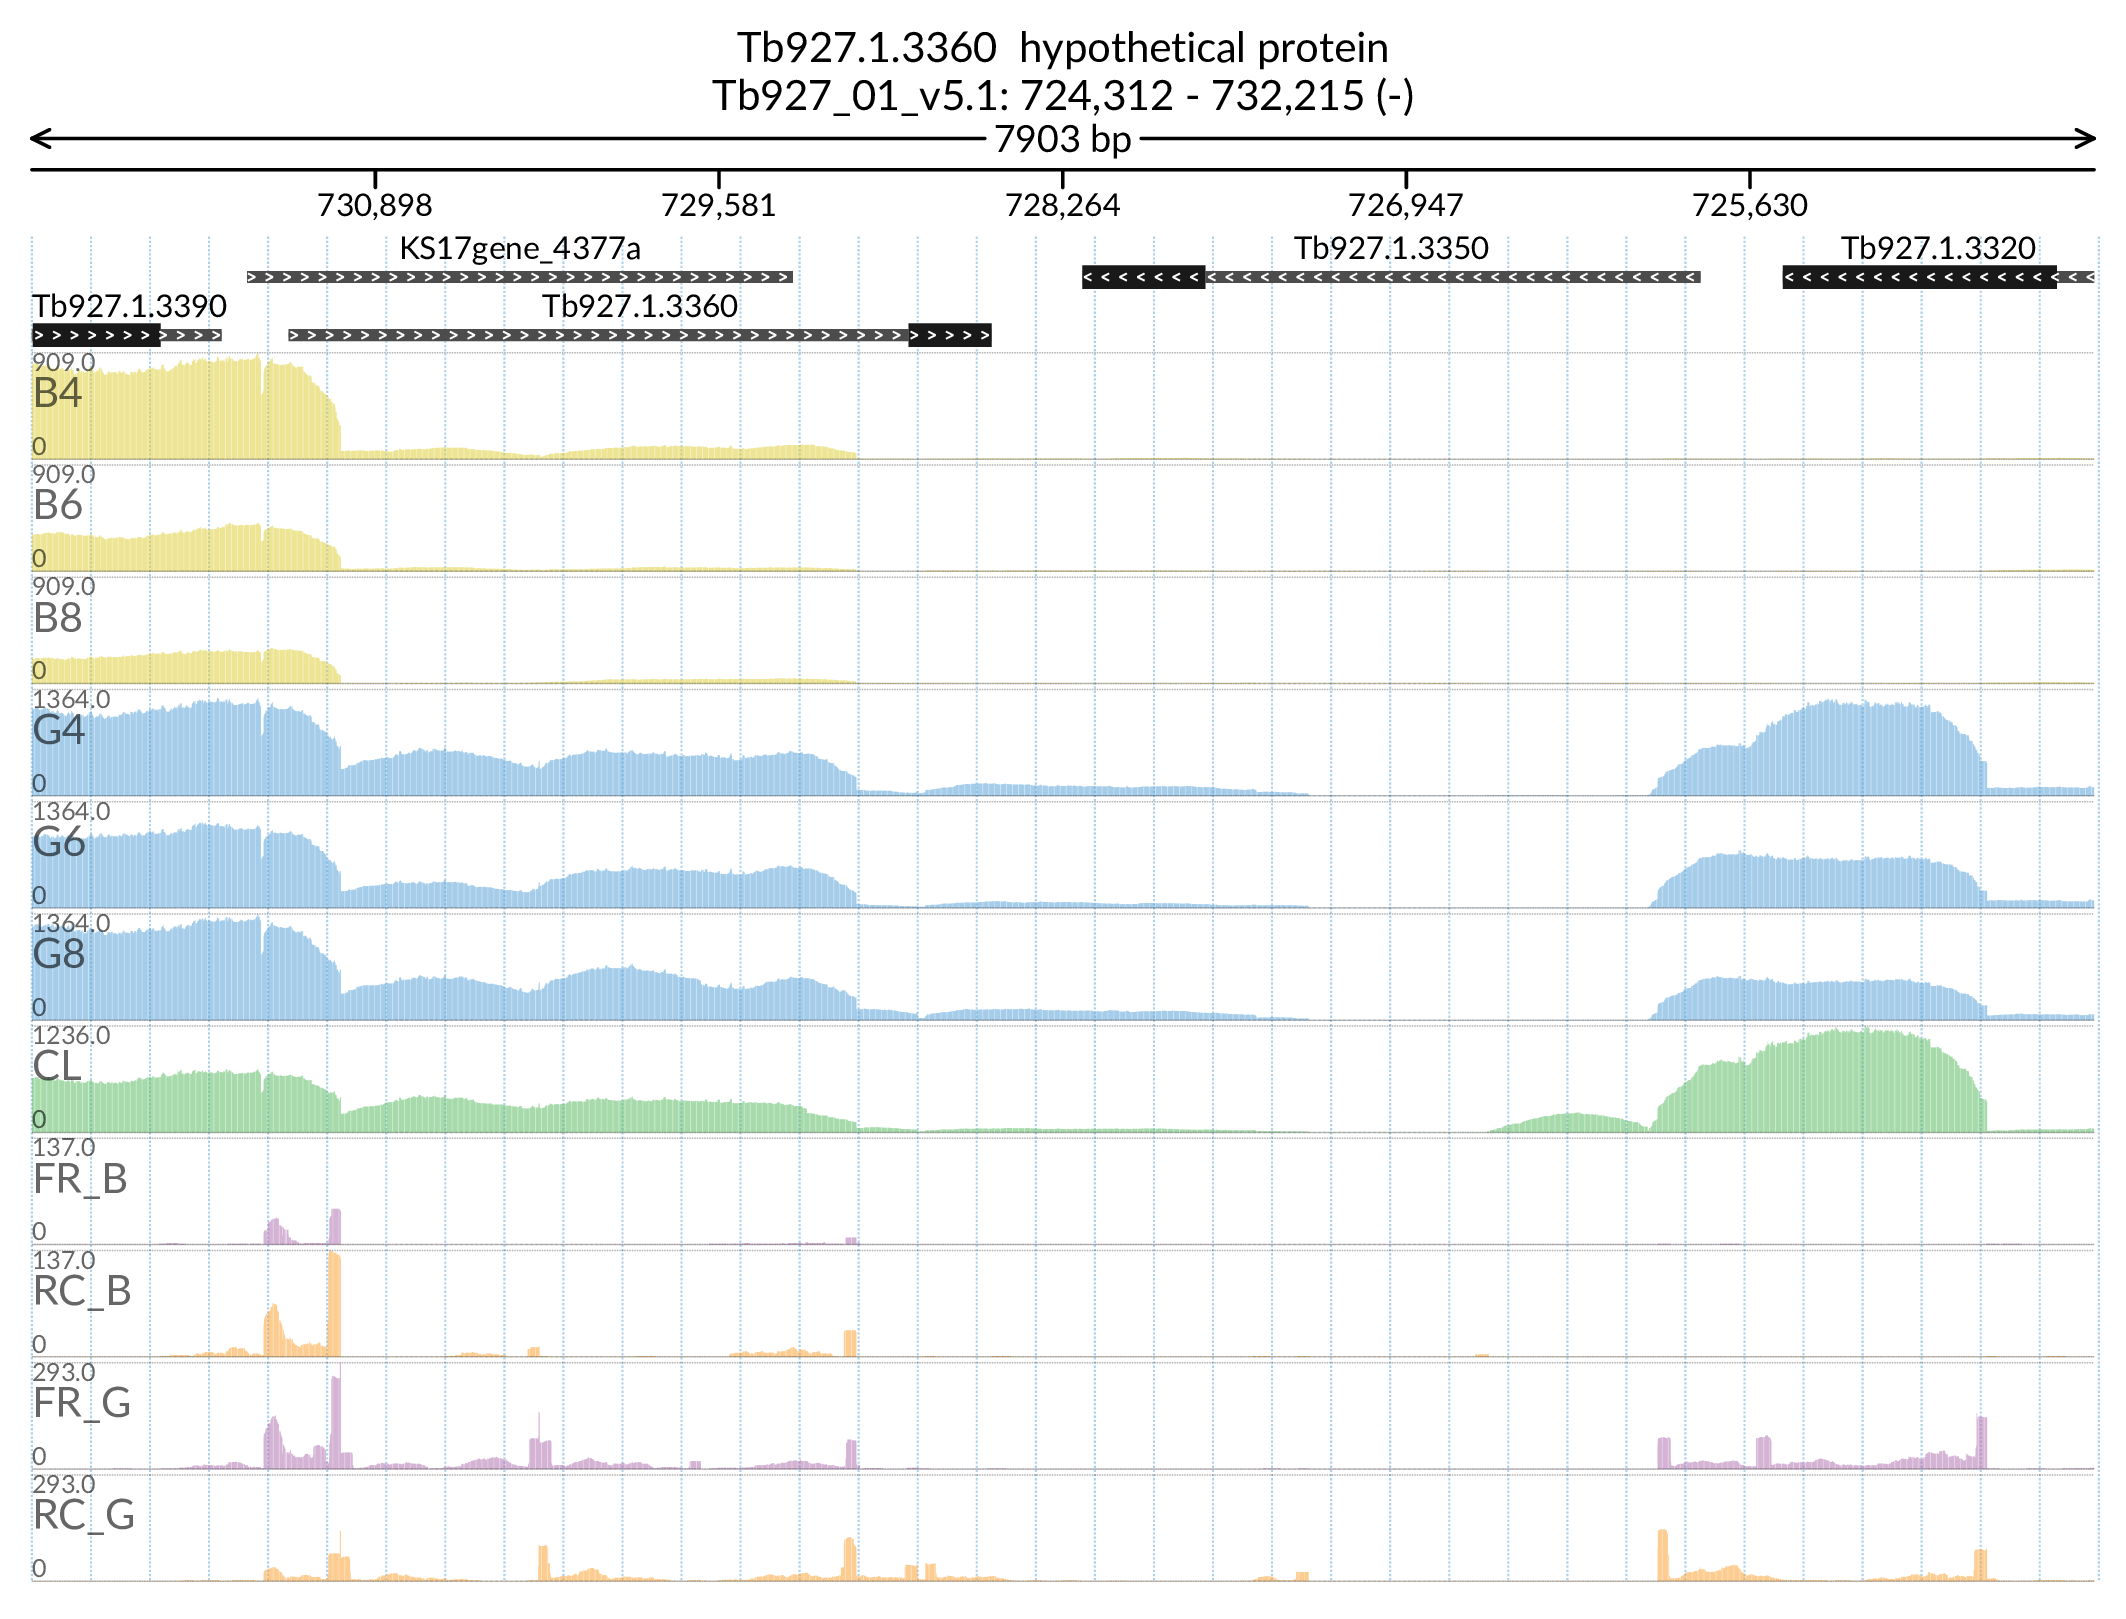 Tb927.1.3360  hypothetical protein
Tb927_01_v5.1: 724,312 - 732,215 (-)
7903 bp
730,898 729,581 728,264 726,947 725,630
KS17gene_4377a Tb927.1.3350 Tb927.1.3320
Tb927.1.3390 Tb927.1.3360
909.0
B4
0
909.0
B6
0
909.0
B8
0
1364.0
G4
0
1364.0
G6
0
1364.0
G8
0
1236.0
CL
0
137.0
FR_B
0
137.0
RC_B
0
293.0
FR_G
0
293.0
RC_G
0